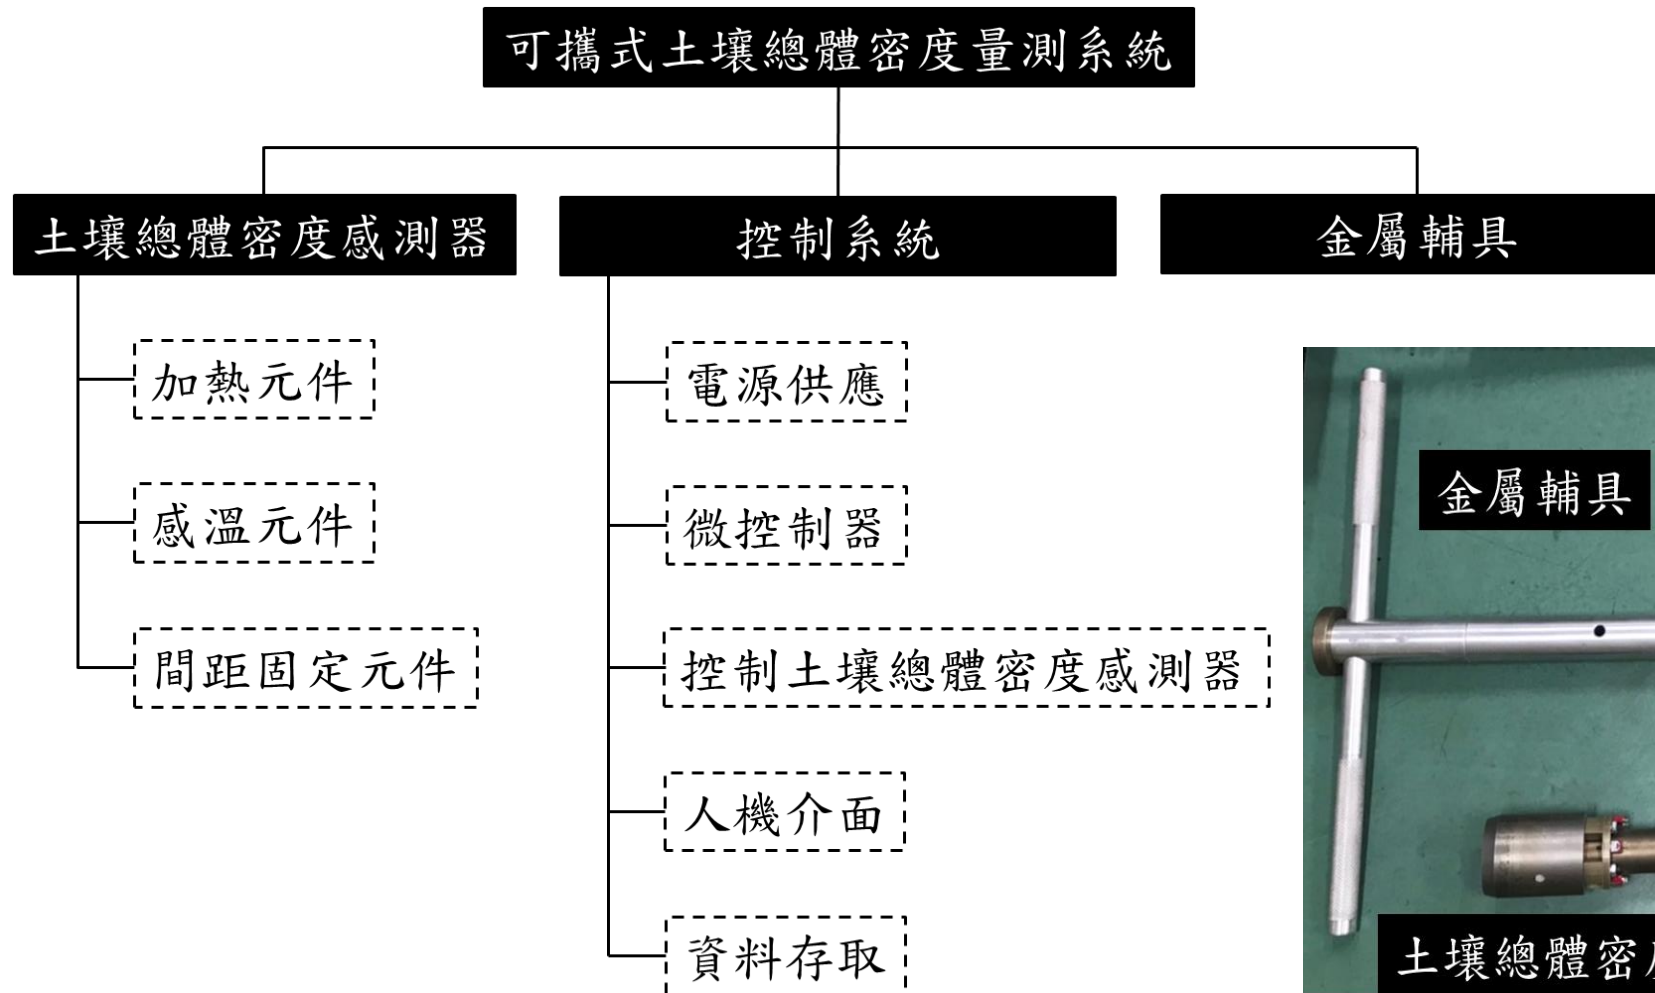 可攜式土壤總體密度量測系統
土壤總體密度感測器
控制系統
金屬輔具
加熱元件
感溫元件
間距固定元件
電源供應
微控制器
控制土壤總體密度感測器
人機介面
資料存取
金屬輔具
土壤總體密